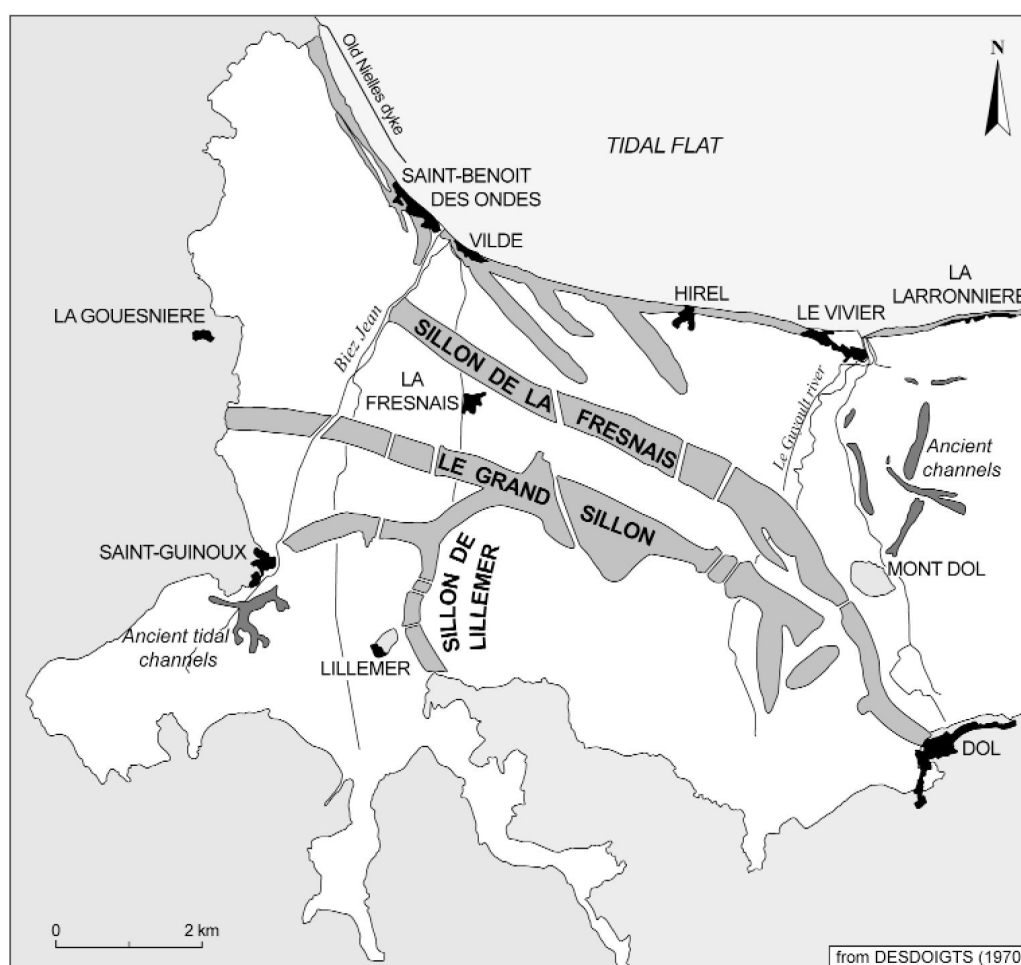 Old Nielles dyke
N
TIDAL FLAT
SAINT-BENOIT
DES ONDES
VILDE
LA
LARRONNIERE
HIREL
LE VIVIER
LA GOUESNIERE
Biez Jean
SILLON DE LA
FRESNAIS
LA
FRESNAIS
Le Guyoult river
Ancient
channels
LE GRAND
SILLON
SAINT-GUINOUX
SILLON DE
LILLEMER
MONT DOL
Ancient tidal
channels
LILLEMER
DOL
0
2 km
from DESDOIGTS (1970